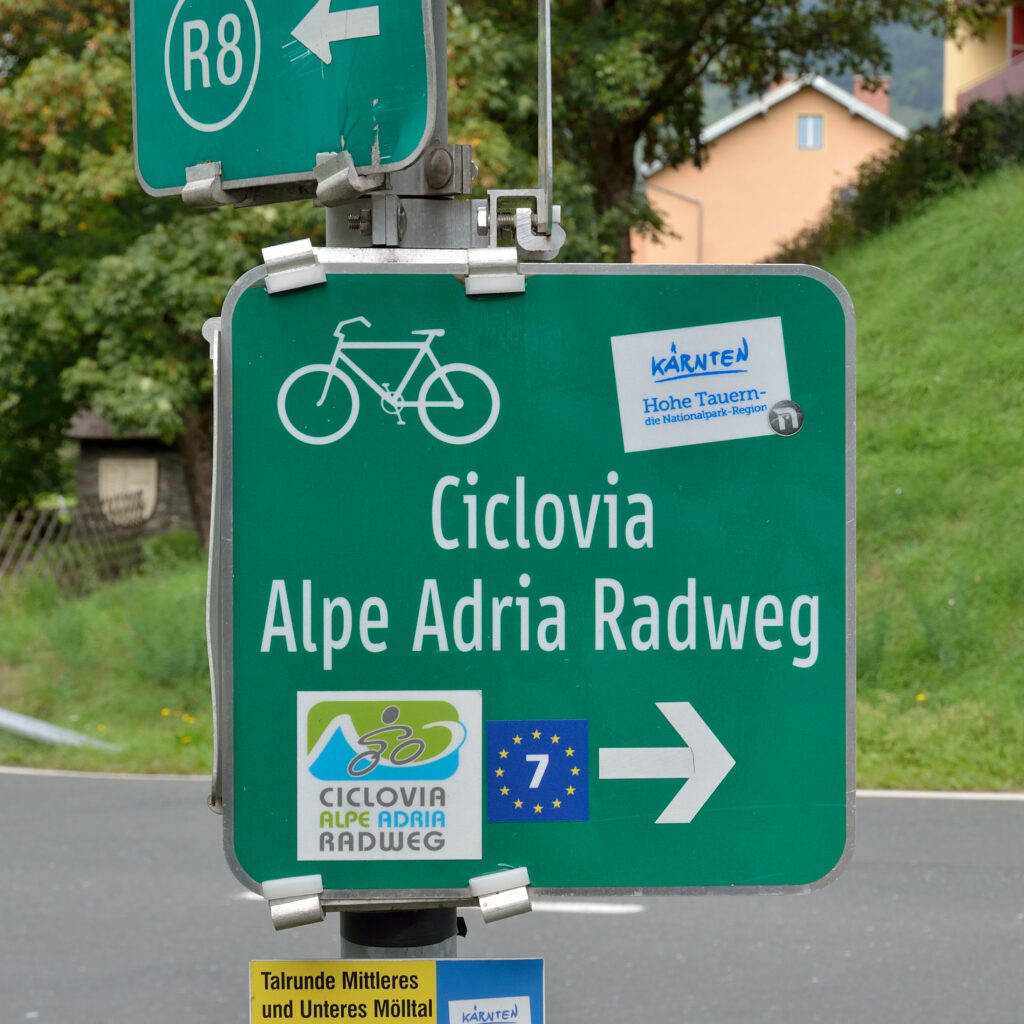 R8
KÄRNTEN
Hohe Tauern-
die Nationalpark-Region
Ciclovia
Alpe Adria Radweg
CICLOVIA
ALPE ADRIA
RADWEG
7
Talrunde Mittleres
und Unteres Mölltal
KÄRNTEN